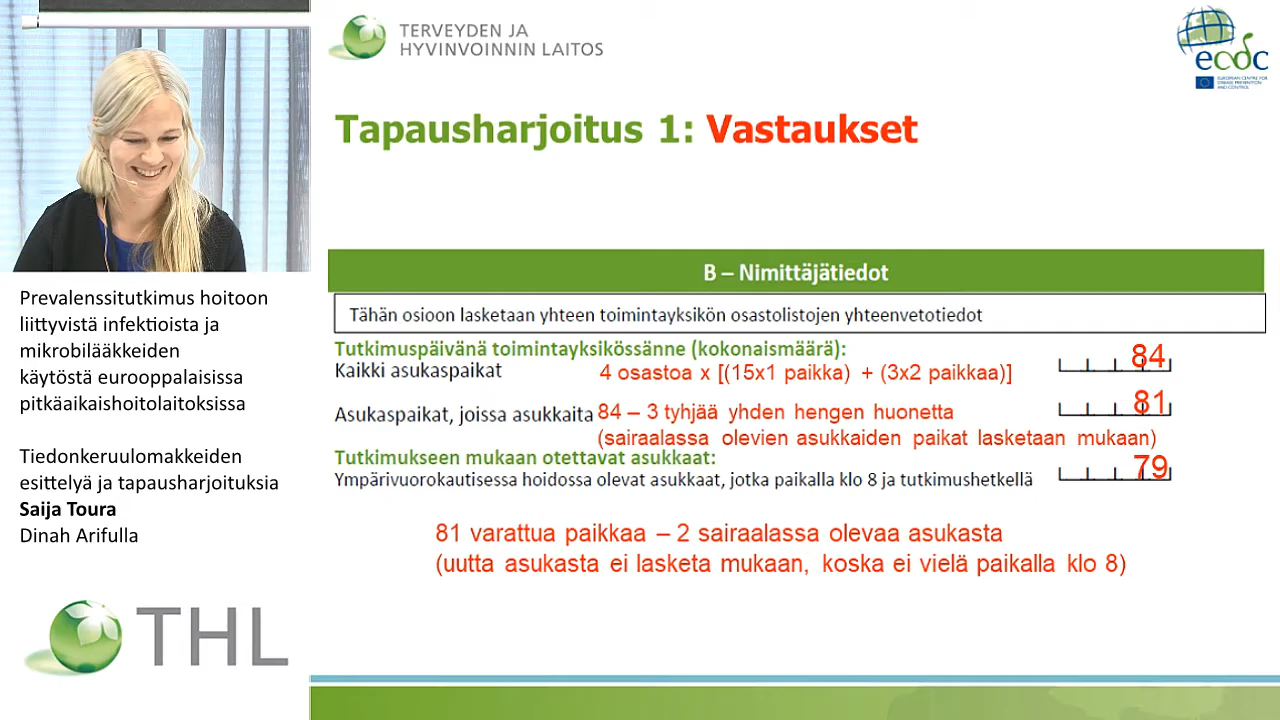 TERVEYDEN JA
HYVINVOINNIN LAITOS
ecdc
EUROPEAN CENTRE FOR
DISEASE PREVENTION
AND CONTROL
Tapausharjoitus 1: Vastaukset
B – Nimittäjätiedot
Tähän osioon lasketaan yhteen toimintayksikön osastolistojen yhteenvetotiedot
Tutkimuspäivänä toimintayksikössänne (kokonaismäärä):
Kaikki asukaspaikat 4 osastoa x [(15x1 paikka) + (3x2 paikkaa)] 84
Asukaspaikat, joissa asukkaita 84 – 3 tyhjää yhden hengen huonetta 81
(sairaalassa olevien asukkaiden paikat lasketaan mukaan)
Tutkimukseen mukaan otettavat asukkaat:
Ympärivuorokautisessa hoidossa olevat asukkaat, jotka paikalla klo 8 ja tutkimushetkellä 79
81 varattua paikkaa – 2 sairaalassa olevaa asukasta
(uutta asukasta ei lasketa mukaan, koska ei vielä paikalla klo 8)
Prevalenssitutkimus hoitoon
liittyvistä infektioista ja
mikrobilääkkeiden
käytöstä eurooppalaisissa
pitkäaikaishoitolaitoksissa
Tiedonkeruulomakkeiden
esittelyä ja tapausharjoituksia
Saija Toura
Dinah Arifulla
THL